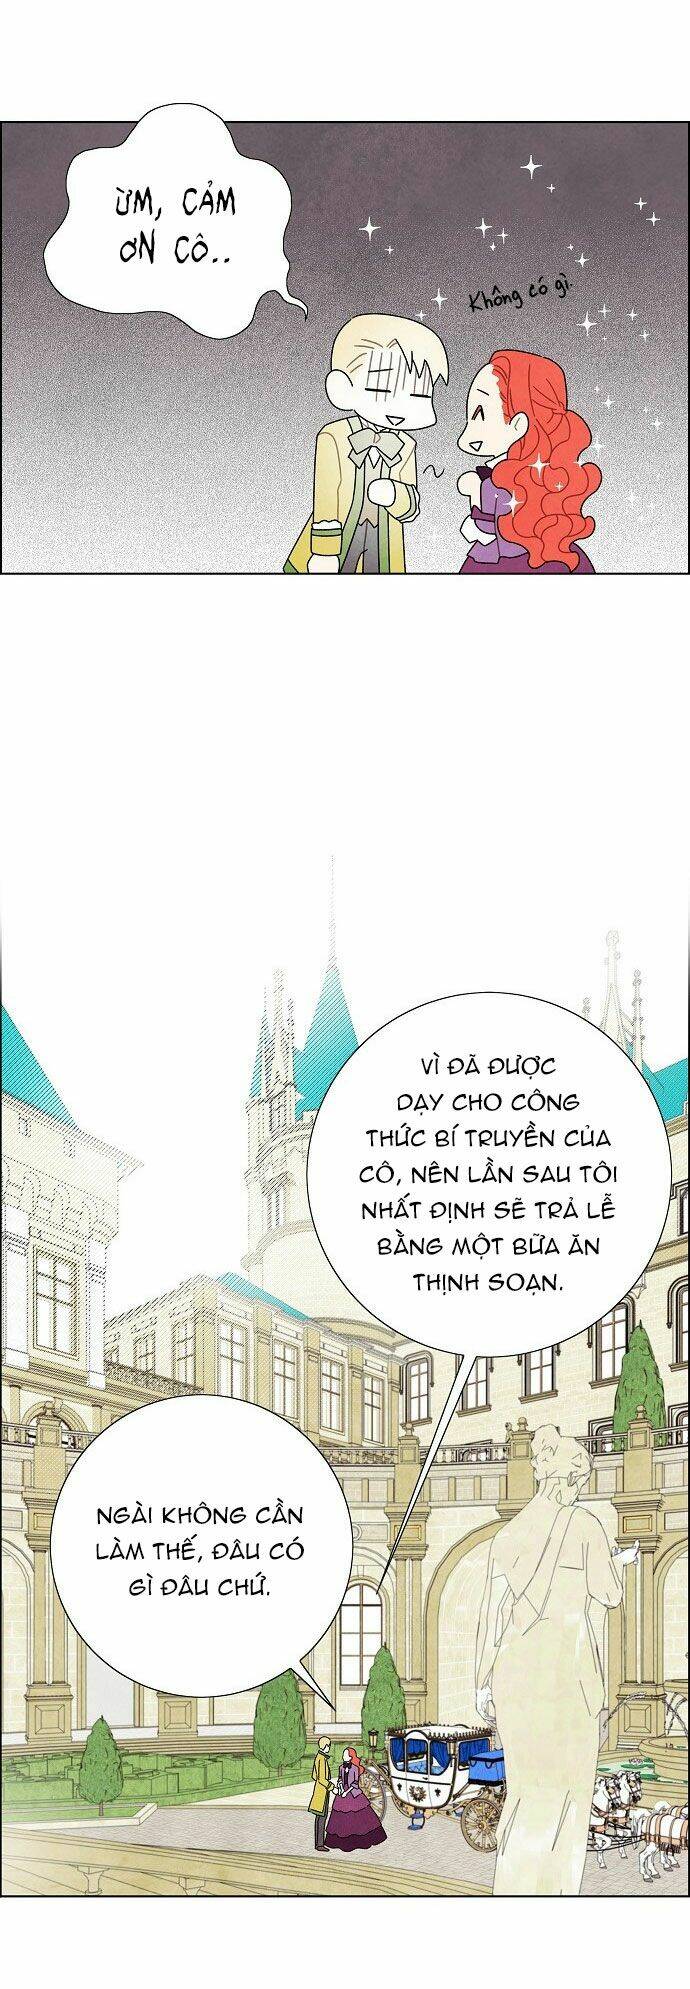 ỪM, CẢM
ƠN CÔ..
Không có gì.
VÌ ĐÃ ĐƯỢC
DẠY CHO CÔNG
THỨC BÍ TRUYỀN CỦA
CÔ, NÊN LẦN SAU TÔI
NHẤT ĐỊNH SẼ TRẢ LỄ
BẰNG MỘT BỮA ĂN
THỊNH SOẠN.
NGÀI KHÔNG CẦN
LÀM THẾ, ĐÂU CÓ
GÌ ĐÂU CHỨ.